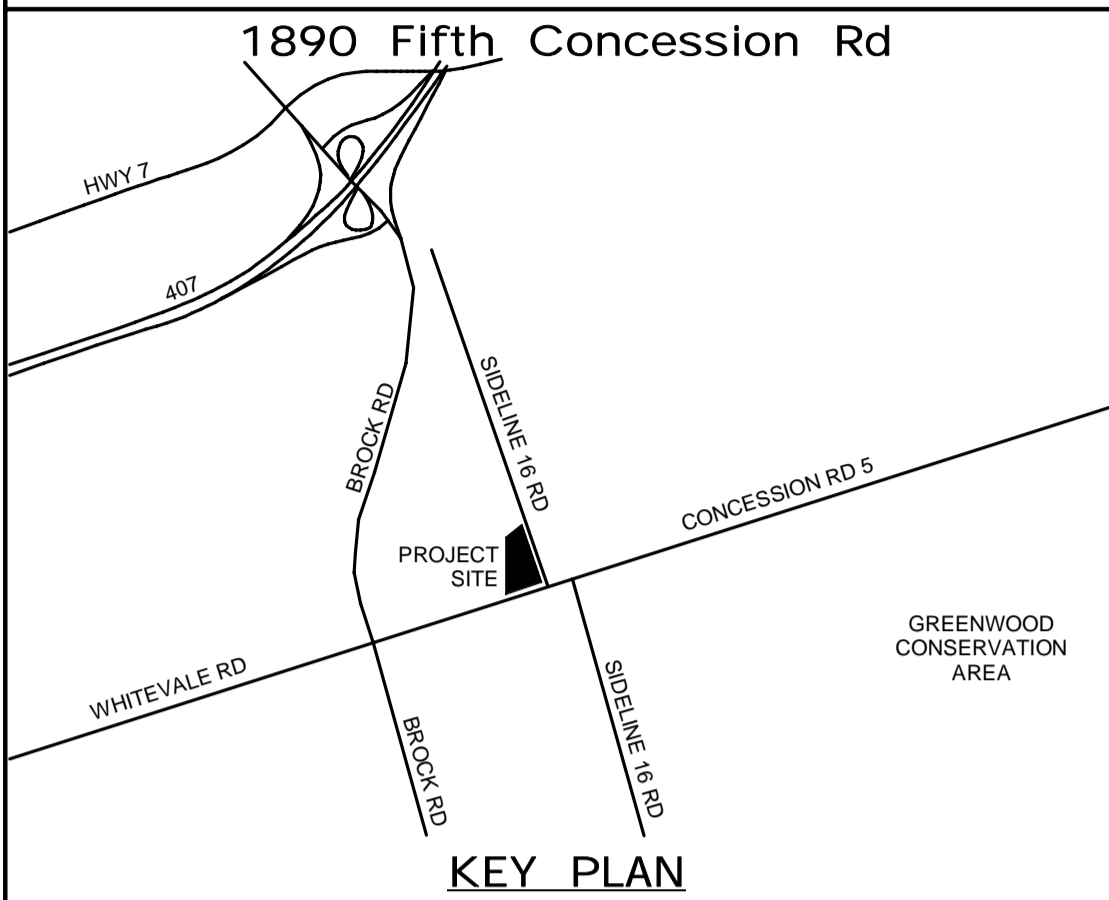 1890 Fifth Concession Rd
HWY 7
407
SIDELINE 16 RD
BROCK RD
CONCESSION RD 5
PROJECT
SITE
GREENWOOD
CONSERVATION
AREA
WHITEVALE RD
SIDELINE 16 RD
BROCK RD
KEY PLAN